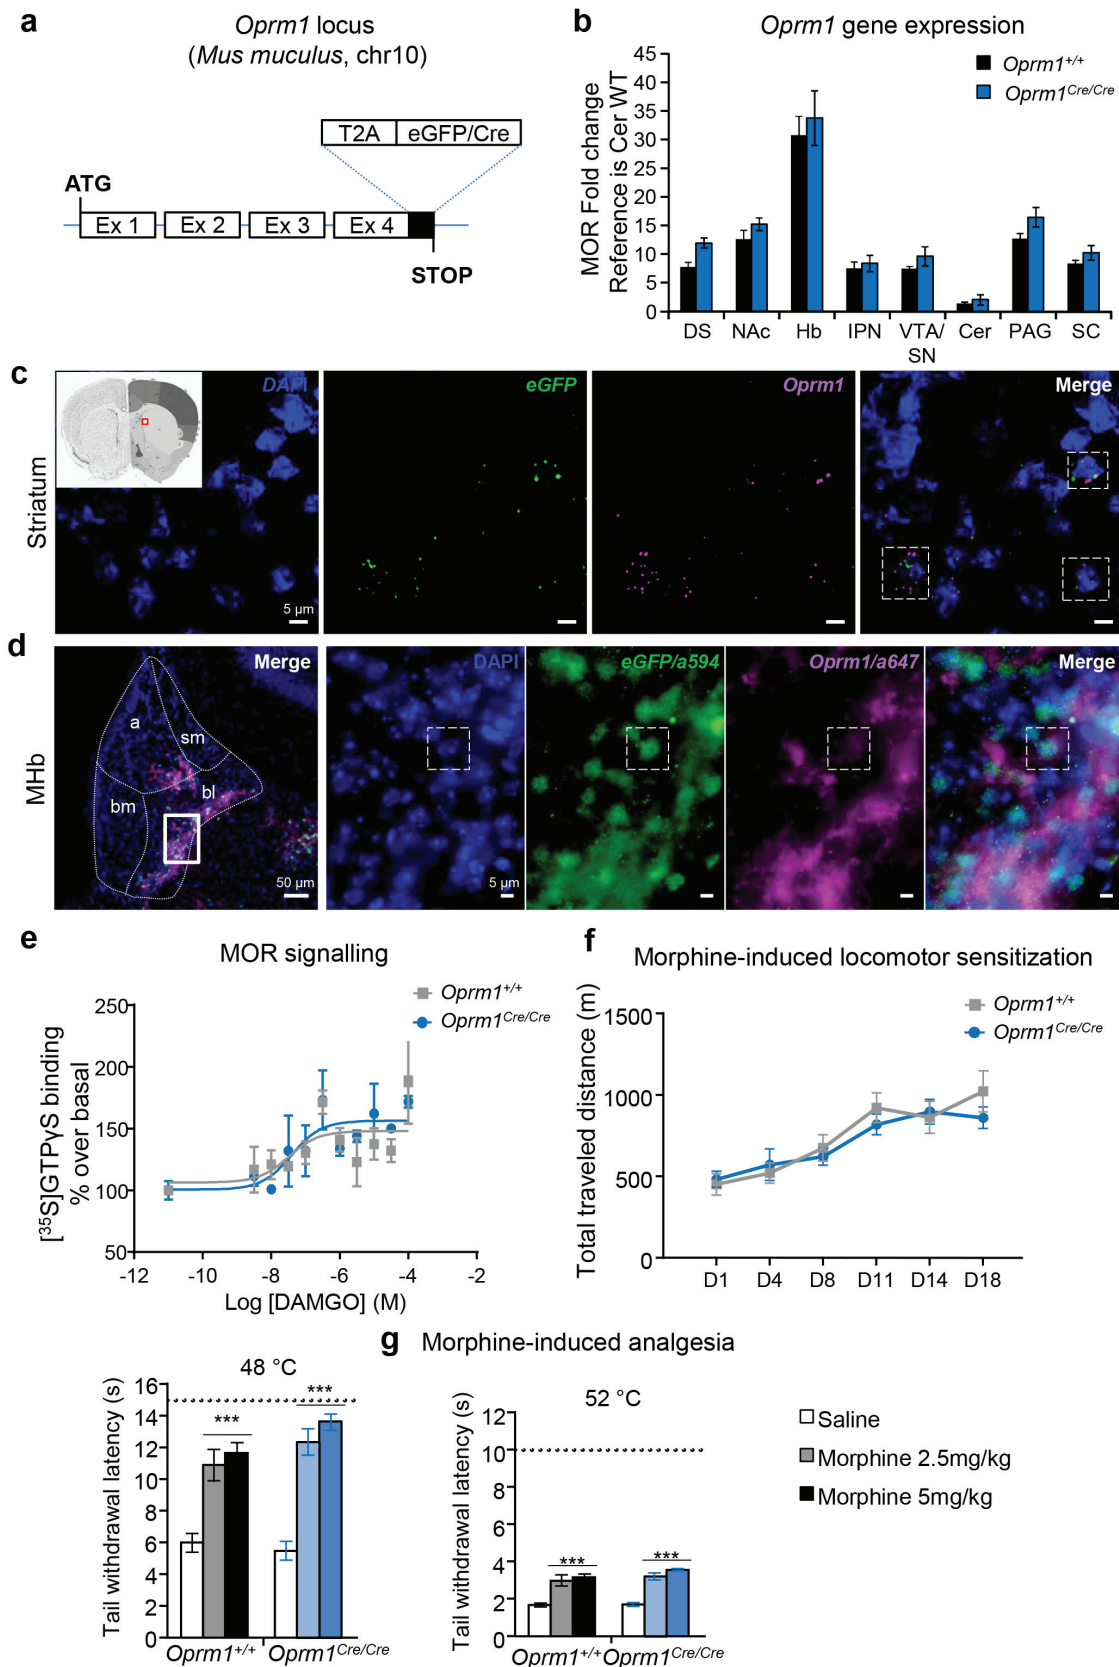 a
Oprm1 locus
(Mus muculus, chr10)
T2A
eGFP/Cre
ATG
Ex 1
Ex 2
Ex 3
Ex 4
STOP
b
Oprm1 gene expression
MOR Fold change
Reference is Cer WT
45
40
35
30
25
20
15
10
5
0
Oprm1+/+
Oprm1Cre/Cre
DS
NAc
Hb
IPN
VTA/
SN
Cer
PAG
SC
c
Striatum
DAPI
5 µm
eGFP
Oprm1
Merge
d
MHb
Merge
a
sm
bm
bl
50 µm
DAPI
5 µm
eGFP/a594
Oprm1/a647
Merge
e
MOR signalling
Oprm1+/+
Oprm1Cre/Cre
[35S]GTPγS binding
% over basal
250
200
150
100
50
-12
-10
-8
-6
-4
-2
Log [DAMGO] (M)
f
Morphine-induced locomotor sensitization
Oprm1+/+
Oprm1Cre/Cre
Total traveled distance (m)
1500
1000
500
0
D1
D4
D8
D11
D14
D18
g
Morphine-induced analgesia
48 °C
Tail withdrawal latency (s)
16
14
12
10
8
6
4
2
0
***
***
Oprm1+/+
Oprm1Cre/Cre
52 °C
Tail withdrawal latency (s)
12
10
8
6
4
2
0
***
***
Oprm1+/+
Oprm1Cre/Cre
Saline
Morphine 2.5mg/kg
Morphine 5mg/kg